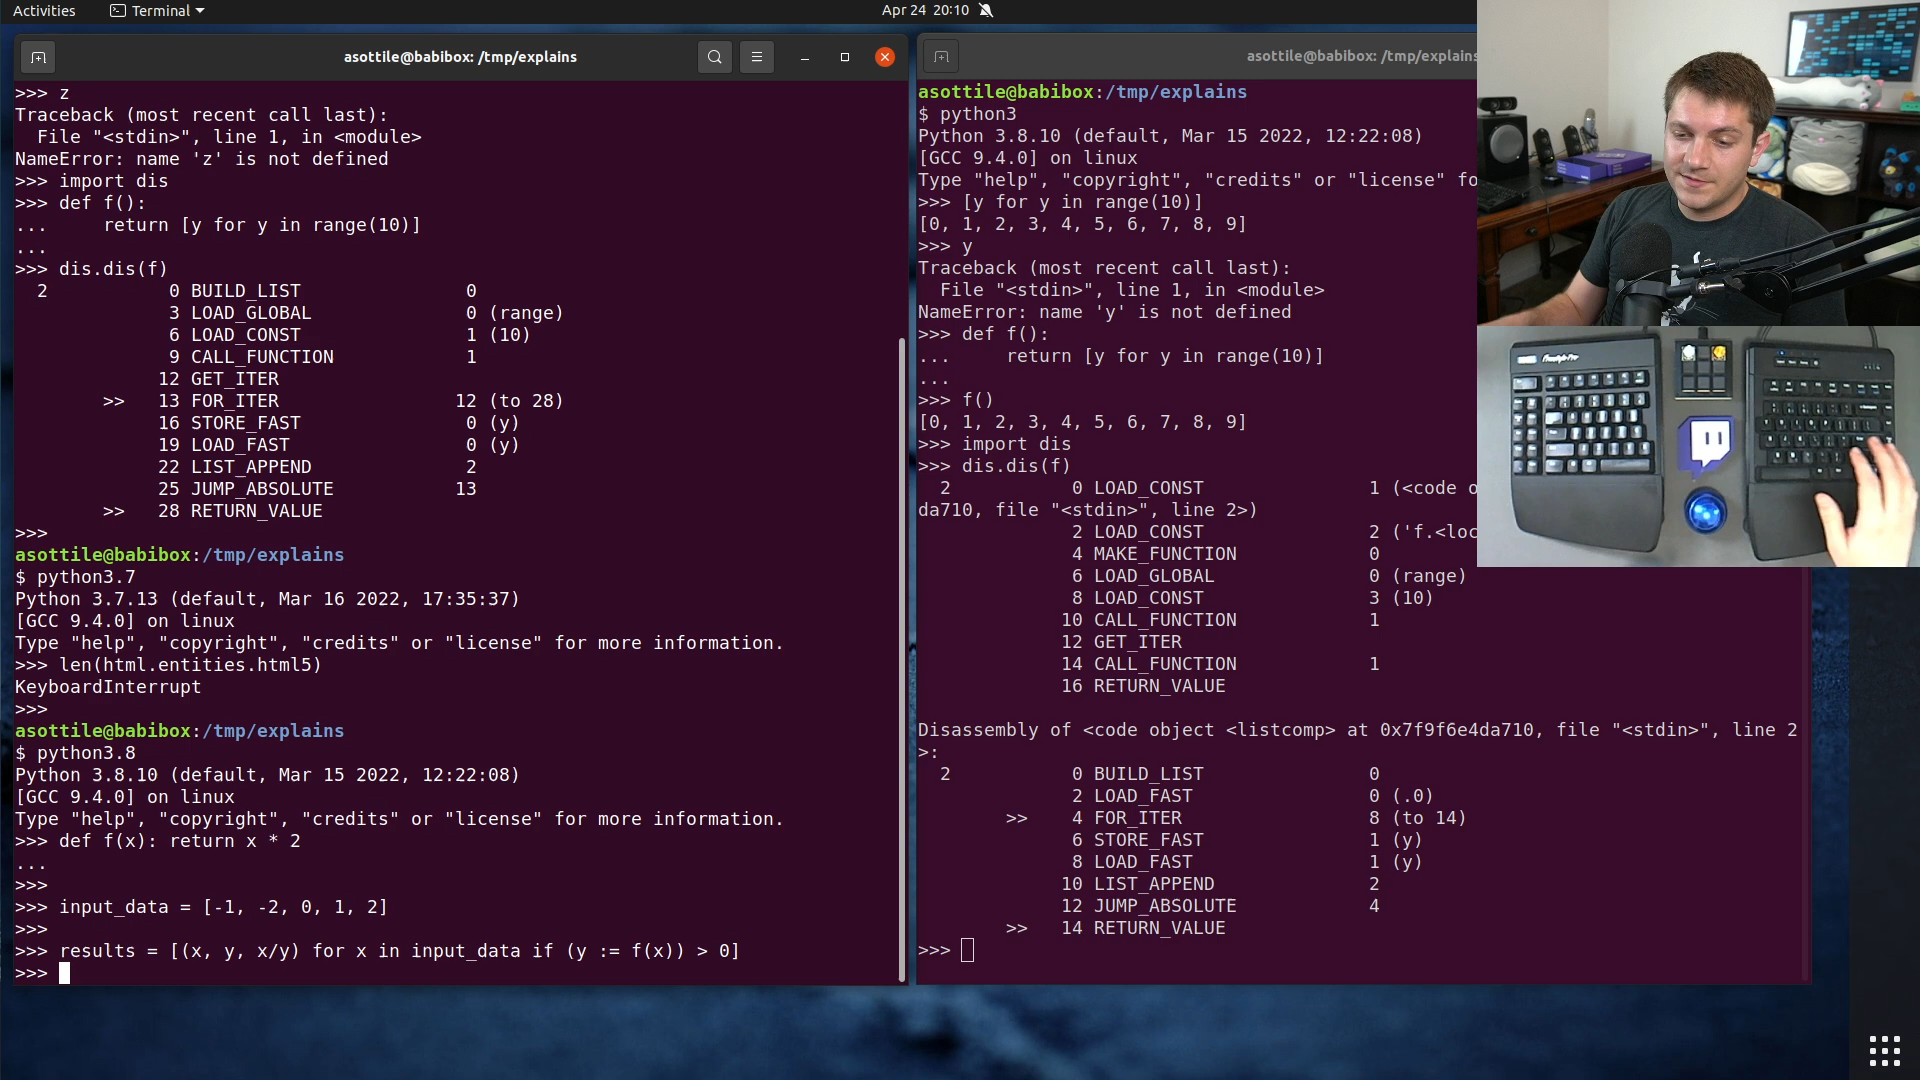 Activities
Terminal
Apr 24 20:10
asottile@babibox: /tmp/explains
>>> z
Traceback (most recent call last):
  File "<stdin>", line 1, in <module>
NameError: name 'z' is not defined
>>> import dis
>>> def f():
...     return [y for y in range(10)]
...
>>> dis.dis(f)
  2           0 BUILD_LIST               0
              3 LOAD_GLOBAL              0 (range)
              6 LOAD_CONST               1 (10)
              9 CALL_FUNCTION            1
             12 GET_ITER
        >>   13 FOR_ITER                12 (to 28)
             16 STORE_FAST               0 (y)
             19 LOAD_FAST                0 (y)
             22 LIST_APPEND              2
             25 JUMP_ABSOLUTE           13
        >>   28 RETURN_VALUE
>>>
asottile@babibox:/tmp/explains
$ python3.7
Python 3.7.13 (default, Mar 16 2022, 17:35:37)
[GCC 9.4.0] on linux
Type "help", "copyright", "credits" or "license" for more information.
>>> len(html.entities.html5)
KeyboardInterrupt
>>>
asottile@babibox:/tmp/explains
$ python3.8
Python 3.8.10 (default, Mar 15 2022, 12:22:08)
[GCC 9.4.0] on linux
Type "help", "copyright", "credits" or "license" for more information.
>>> def f(x): return x * 2
...
>>>
>>> input_data = [-1, -2, 0, 1, 2]
>>>
>>> results = [(x, y, x/y) for x in input_data if (y := f(x)) > 0]
>>>
asottile@babibox: /tmp/explains
asottile@babibox:/tmp/explains
$ python3
Python 3.8.10 (default, Mar 15 2022, 12:22:08)
[GCC 9.4.0] on linux
Type "help", "copyright", "credits" or "license" fo
>>> [y for y in range(10)]
[0, 1, 2, 3, 4, 5, 6, 7, 8, 9]
>>> y
Traceback (most recent call last):
  File "<stdin>", line 1, in <module>
NameError: name 'y' is not defined
>>> def f():
...     return [y for y in range(10)]
...
>>> f()
[0, 1, 2, 3, 4, 5, 6, 7, 8, 9]
>>> import dis
>>> dis.dis(f)
  2           0 LOAD_CONST               1 (<code o
da710, file "<stdin>", line 2>)
              2 LOAD_CONST               2 ('f.<loc
              4 MAKE_FUNCTION            0
              6 LOAD_GLOBAL              0 (range)
              8 LOAD_CONST               3 (10)
             10 CALL_FUNCTION            1
             12 GET_ITER
             14 CALL_FUNCTION            1
             16 RETURN_VALUE
Disassembly of <code object <listcomp> at 0x7f9f6e4da710, file "<stdin>", line 2
>:
  2           0 BUILD_LIST               0
              2 LOAD_FAST                0 (.0)
        >>    4 FOR_ITER                 8 (to 14)
              6 STORE_FAST               1 (y)
              8 LOAD_FAST                1 (y)
             10 LIST_APPEND              2
             12 JUMP_ABSOLUTE            4
        >>   14 RETURN_VALUE
>>>